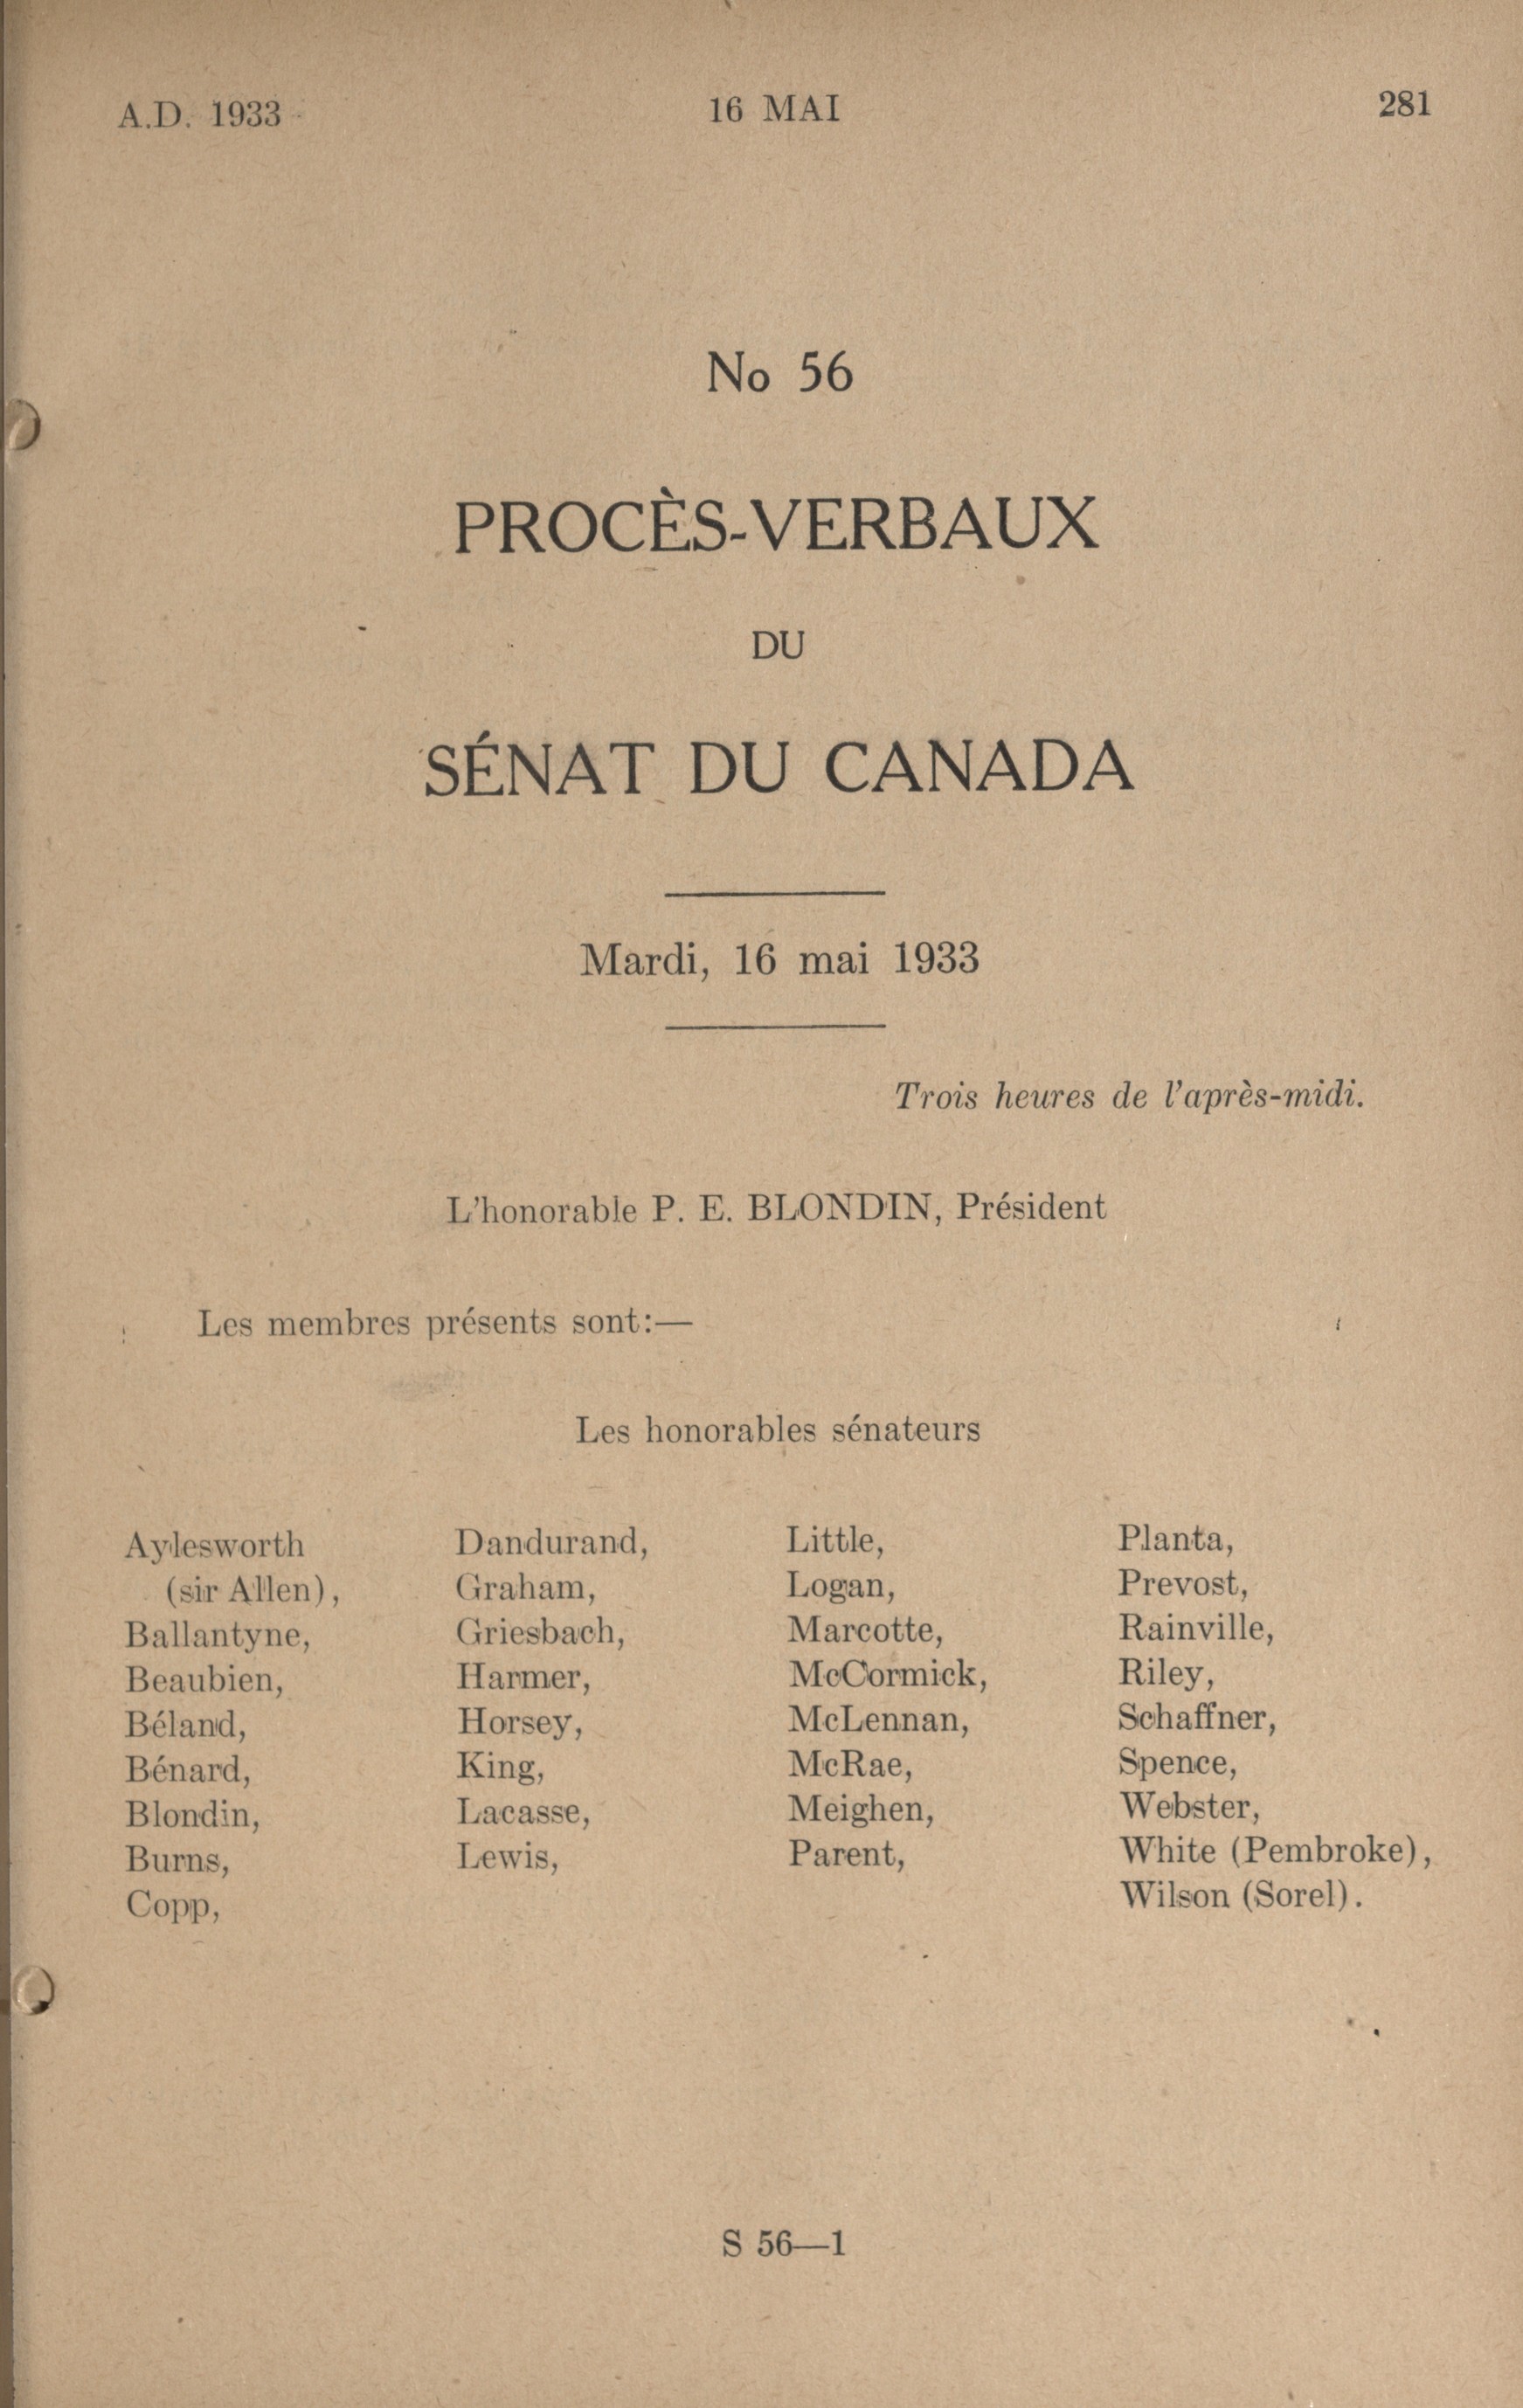 A.D. 1933
16 MAI
281
No 56
PROCÈS-VERBAUX
DU
SÉNAT DU CANADA
Mardi, 16 mai 1933
Trois heures de l'après-midi.
L'honorable P. E. BLONDIN, Président
Les membres présents sont:—
Les honorables sénateurs
Aylesworth
(sir Allen),
Ballantyne,
Beaubien,
Béland,
Bénard,
Blondin,
Burns,
Copp,
Dandurand,
Graham,
Griesbach,
Harmer,
Horsey,
King,
Lacasse,
Lewis,
Little,
Logan,
Marcotte,
McCormick,
McLennan,
McRae,
Meighen,
Parent,
Planta,
Prevost,
Rainville,
Riley,
Schaffner,
Spence,
Webster,
White (Pembroke),
Wilson (Sorel).
S 56—1